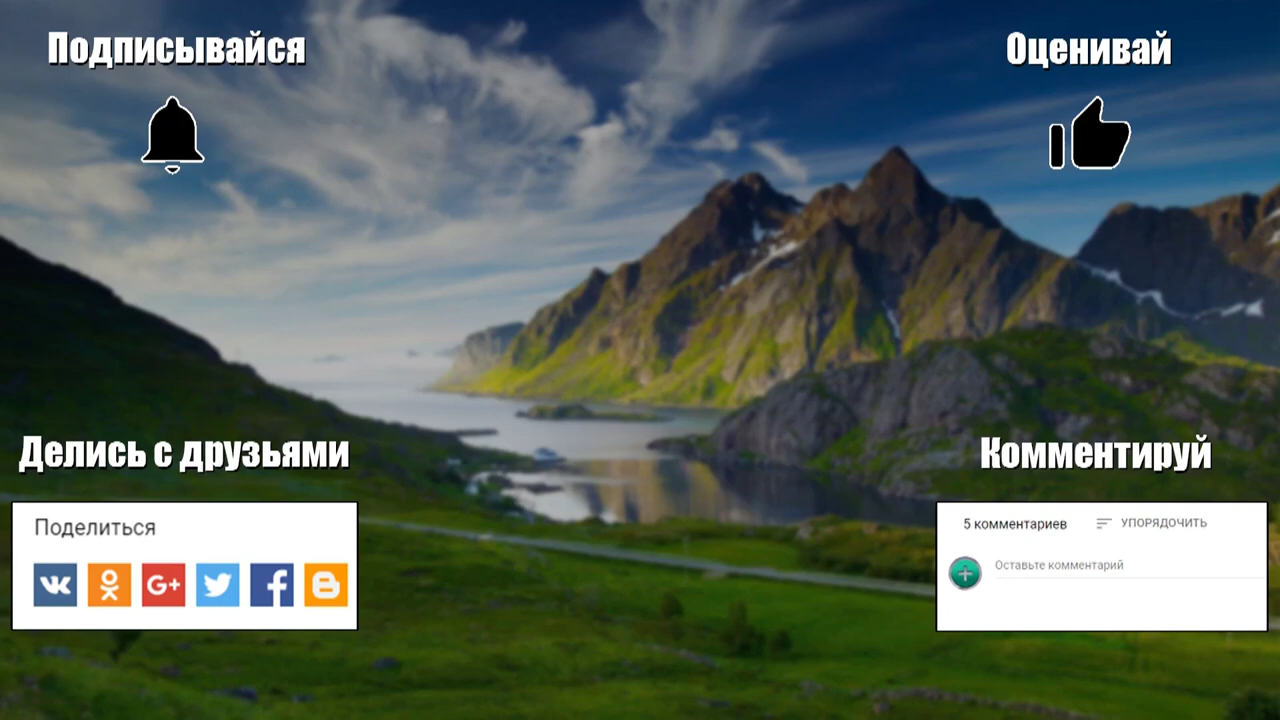 Подписывайся
Оценивай
Делись с друзьями
Поделиться
Комментируй
5 комментариев УПОРЯДОЧИТЬ
Оставьте комментарий